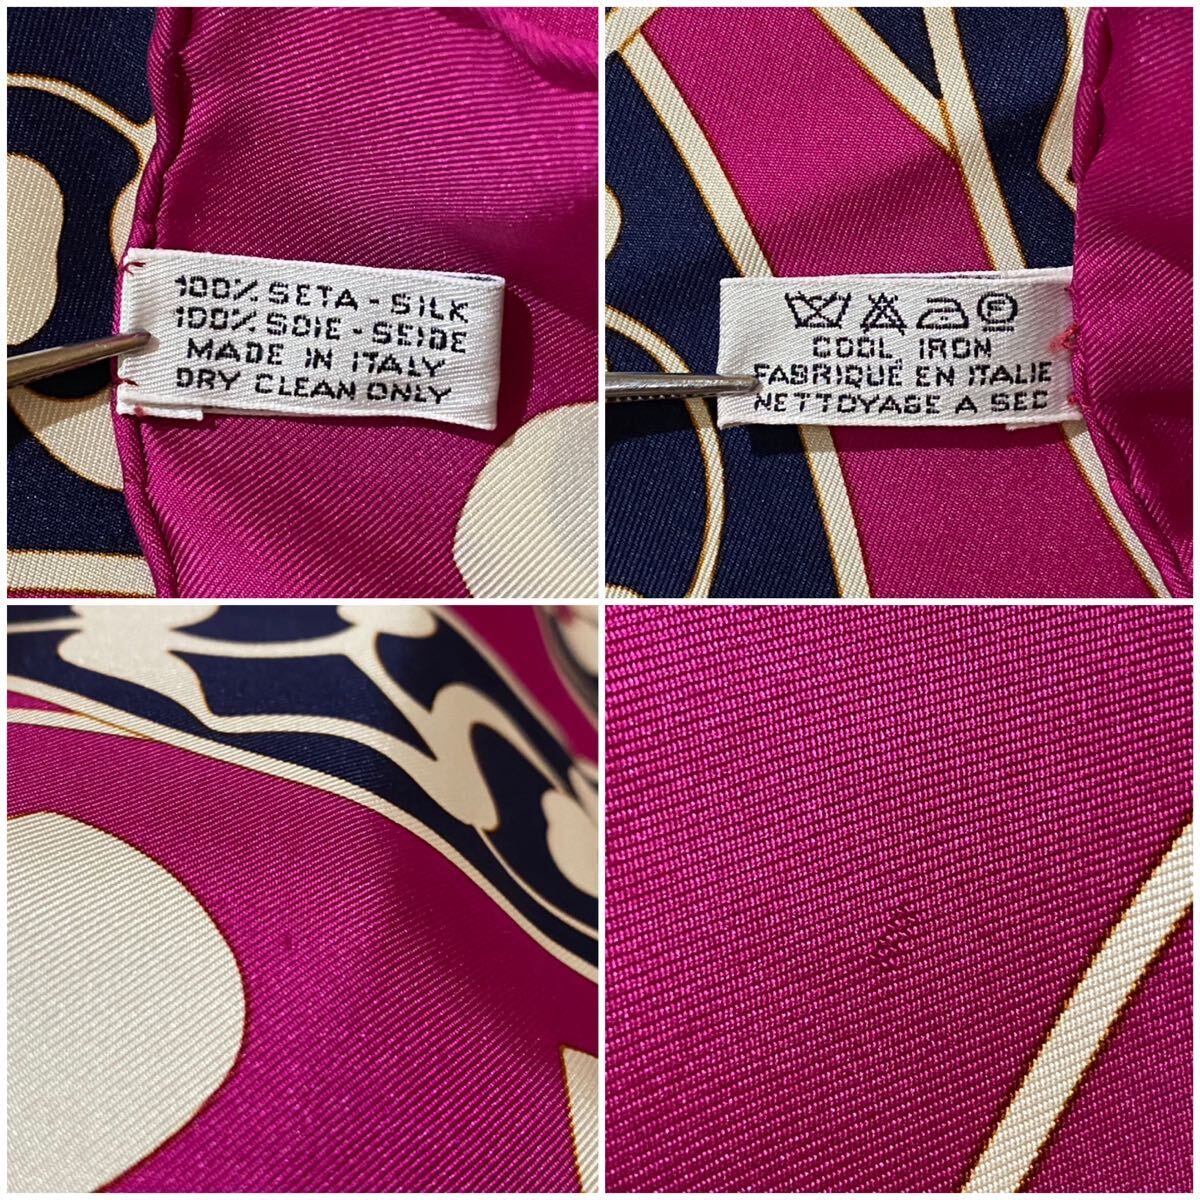 100% SETA - SILK
100% SOIE - SEIDE
MADE IN ITALY
DRY CLEAN ONLY
COOL IRON
FABRIQUÉ EN ITALIE
NETTOYAGE A SEC